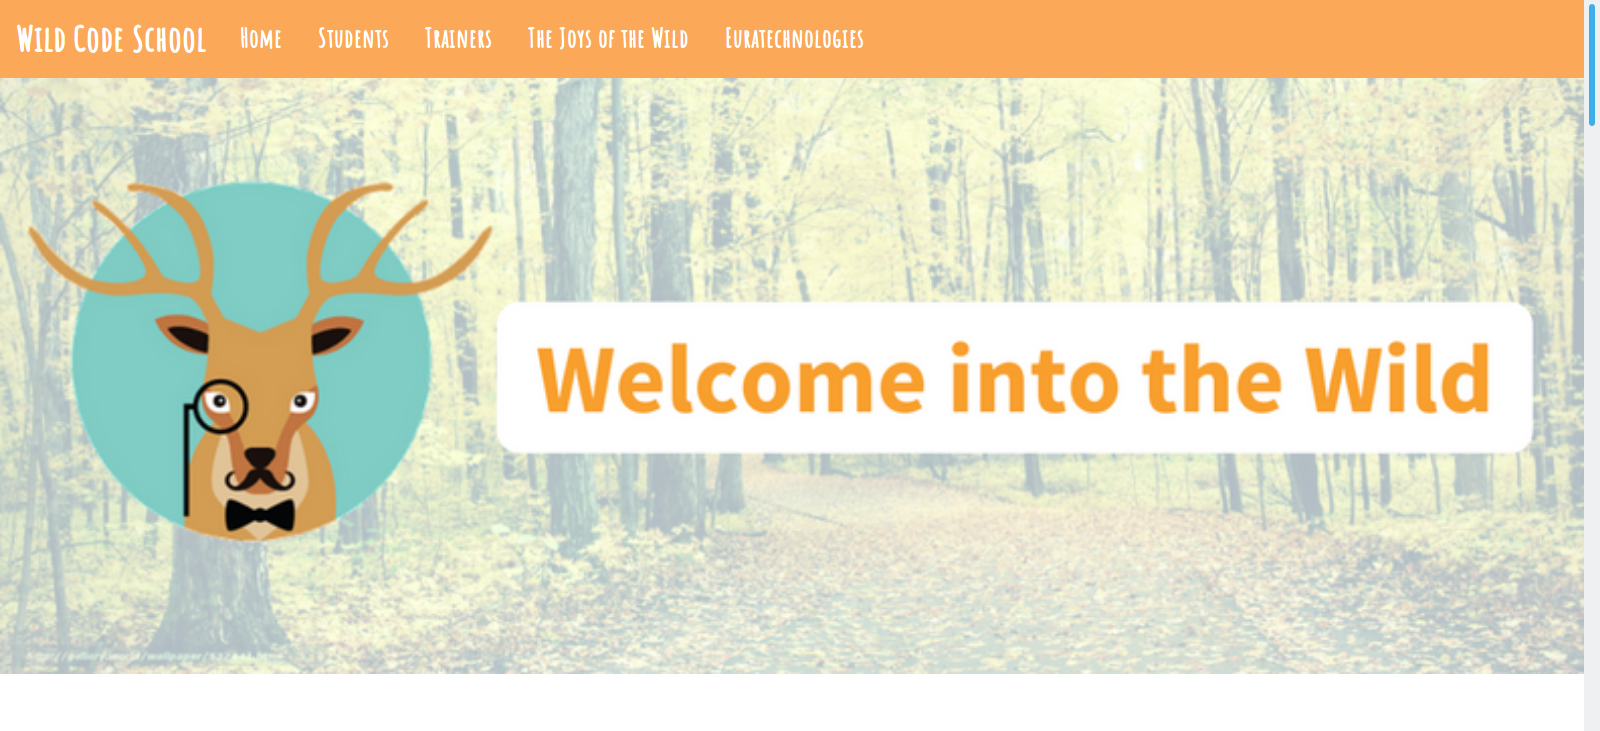 Wild Code School
Home
Students
Trainers
The Joys of the Wild
Euratechnologies
Welcome into the Wild